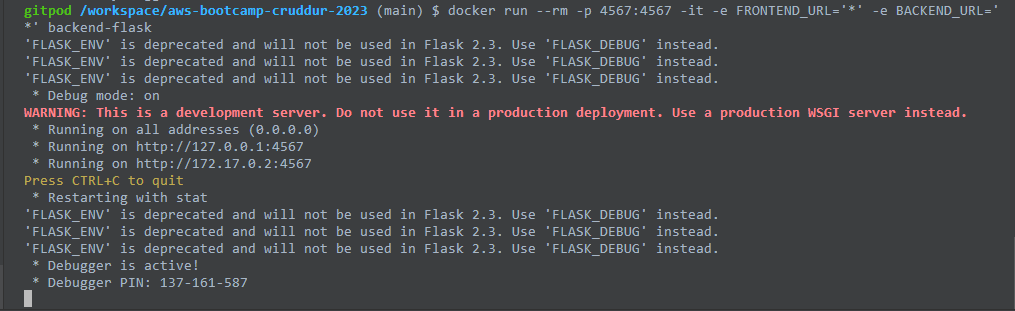 gitpod /workspace/aws-bootcamp-cruddur-2023 (main) $ docker run --rm -p 4567:4567 -it -e FRONTEND_URL='*' -e BACKEND_URL='
*' backend-flask
'FLASK_ENV' is deprecated and will not be used in Flask 2.3. Use 'FLASK_DEBUG' instead.
'FLASK_ENV' is deprecated and will not be used in Flask 2.3. Use 'FLASK_DEBUG' instead.
'FLASK_ENV' is deprecated and will not be used in Flask 2.3. Use 'FLASK_DEBUG' instead.
 * Debug mode: on
WARNING: This is a development server. Do not use it in a production deployment. Use a production WSGI server instead.
 * Running on all addresses (0.0.0.0)
 * Running on http://127.0.0.1:4567
 * Running on http://172.17.0.2:4567
Press CTRL+C to quit
 * Restarting with stat
'FLASK_ENV' is deprecated and will not be used in Flask 2.3. Use 'FLASK_DEBUG' instead.
'FLASK_ENV' is deprecated and will not be used in Flask 2.3. Use 'FLASK_DEBUG' instead.
'FLASK_ENV' is deprecated and will not be used in Flask 2.3. Use 'FLASK_DEBUG' instead.
 * Debugger is active!
 * Debugger PIN: 137-161-587